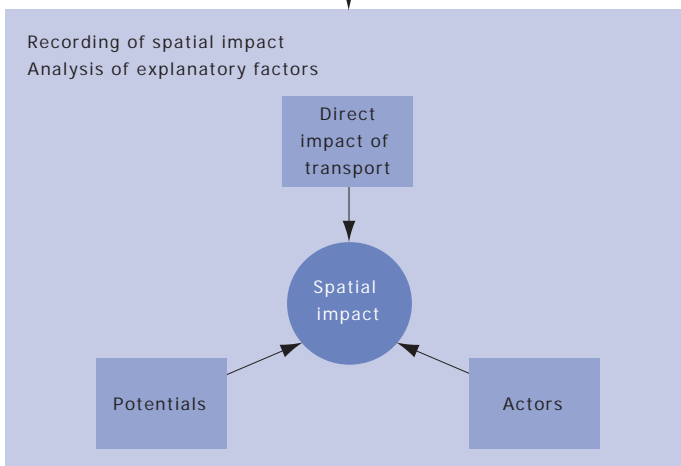 Recording of spatial impact
Analysis of explanatory factors
Direct
impact of
transport
Spatial
impact
Potentials
Actors